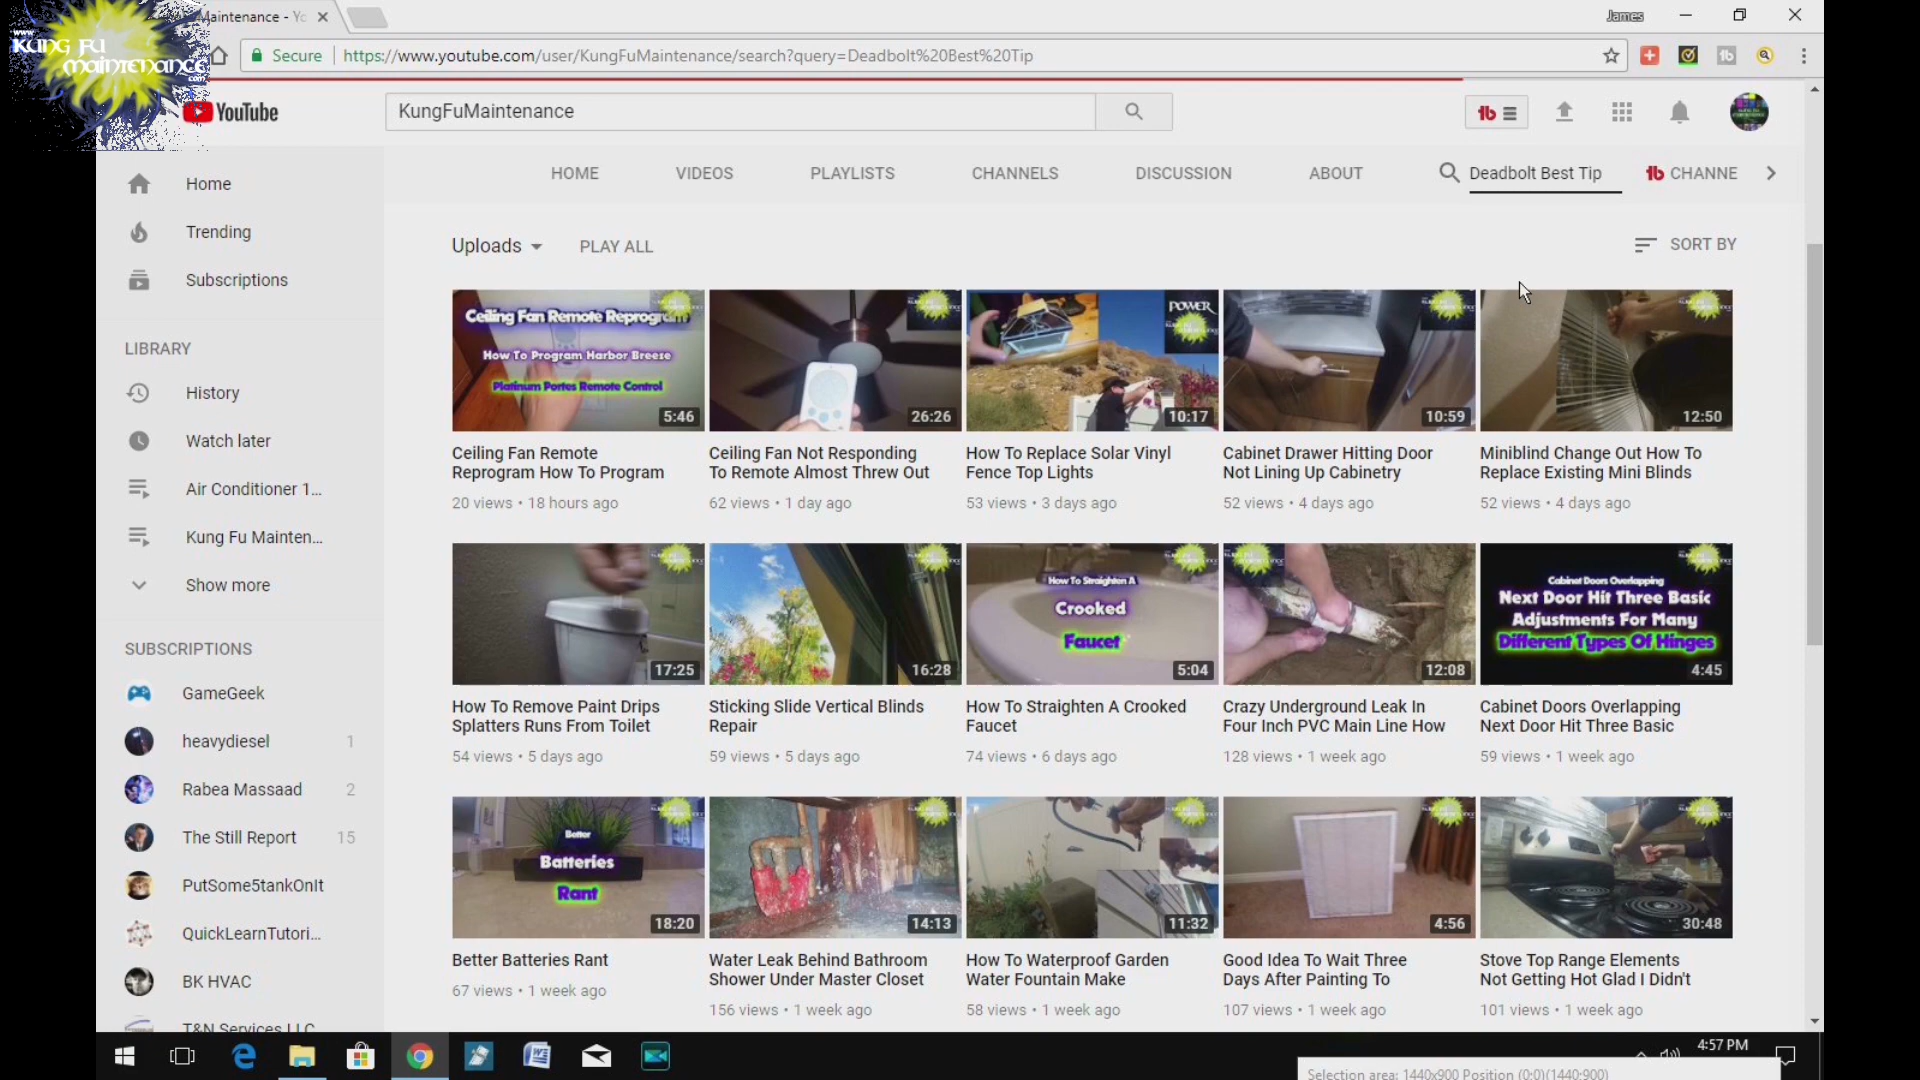 www.
KUNG FU
MAINTENANCE
.com
Maintenance - Yo
James
Secure
https://www.youtube.com/user/KungFuMaintenance/search?query=Deadbolt%20Best%20Tip
YouTube
KungFuMaintenance
HOME
VIDEOS
PLAYLISTS
CHANNELS
DISCUSSION
ABOUT
Deadbolt Best Tip
tb CHANNE
Home
Trending
Subscriptions
LIBRARY
History
Watch later
Air Conditioner 1...
Kung Fu Mainten...
Show more
SUBSCRIPTIONS
GameGeek
heavydiesel 1
Rabea Massaad 2
The Still Report 15
PutSome5tankOnIt
QuickLearnTutori...
BK HVAC
T&N Services LLC
Uploads
PLAY ALL
SORT BY
Ceiling Fan Remote Reprogram
How To Program Harbor Breeze
Platinum Portes Remote Control
5:46
26:26
POWER
10:17
10:59
12:50
Ceiling Fan Remote
Reprogram How To Program
20 views • 18 hours ago
Ceiling Fan Not Responding
To Remote Almost Threw Out
62 views • 1 day ago
How To Replace Solar Vinyl
Fence Top Lights
53 views • 3 days ago
Cabinet Drawer Hitting Door
Not Lining Up Cabinetry
52 views • 4 days ago
Miniblind Change Out How To
Replace Existing Mini Blinds
52 views • 4 days ago
17:25
16:28
How To Straighten A
Crooked
Faucet
5:04
12:08
Cabinet Doors Overlapping
Next Door Hit Three Basic
Adjustments For Many
Different Types Of Hinges
4:45
How To Remove Paint Drips
Splatters Runs From Toilet
54 views • 5 days ago
Sticking Slide Vertical Blinds
Repair
59 views • 5 days ago
How To Straighten A Crooked
Faucet
74 views • 6 days ago
Crazy Underground Leak In
Four Inch PVC Main Line How
128 views • 1 week ago
Cabinet Doors Overlapping
Next Door Hit Three Basic
59 views • 1 week ago
Better
Batteries
Rant
18:20
14:13
11:32
4:56
30:48
Better Batteries Rant
67 views • 1 week ago
Water Leak Behind Bathroom
Shower Under Master Closet
156 views • 1 week ago
How To Waterproof Garden
Water Fountain Make
58 views • 1 week ago
Good Idea To Wait Three
Days After Painting To
107 views • 1 week ago
Stove Top Range Elements
Not Getting Hot Glad I Didn't
101 views • 1 week ago
4:57 PM
Selection area: 1440x900 Position (0:0)(1440:900)